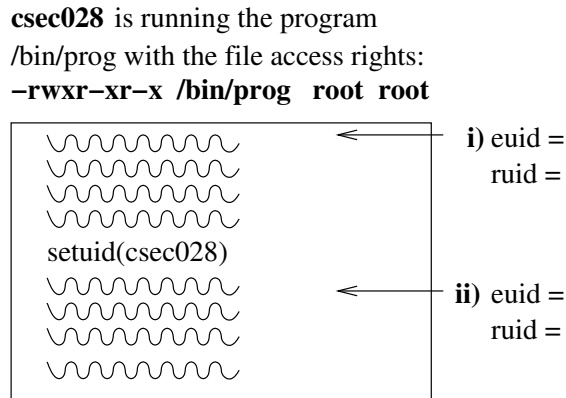 csec028 is running the program
/bin/prog with the file access rights:
−rwxr−xr−x /bin/prog root root
i) euid =
ruid =
setuid(csec028)
ii) euid =
ruid =